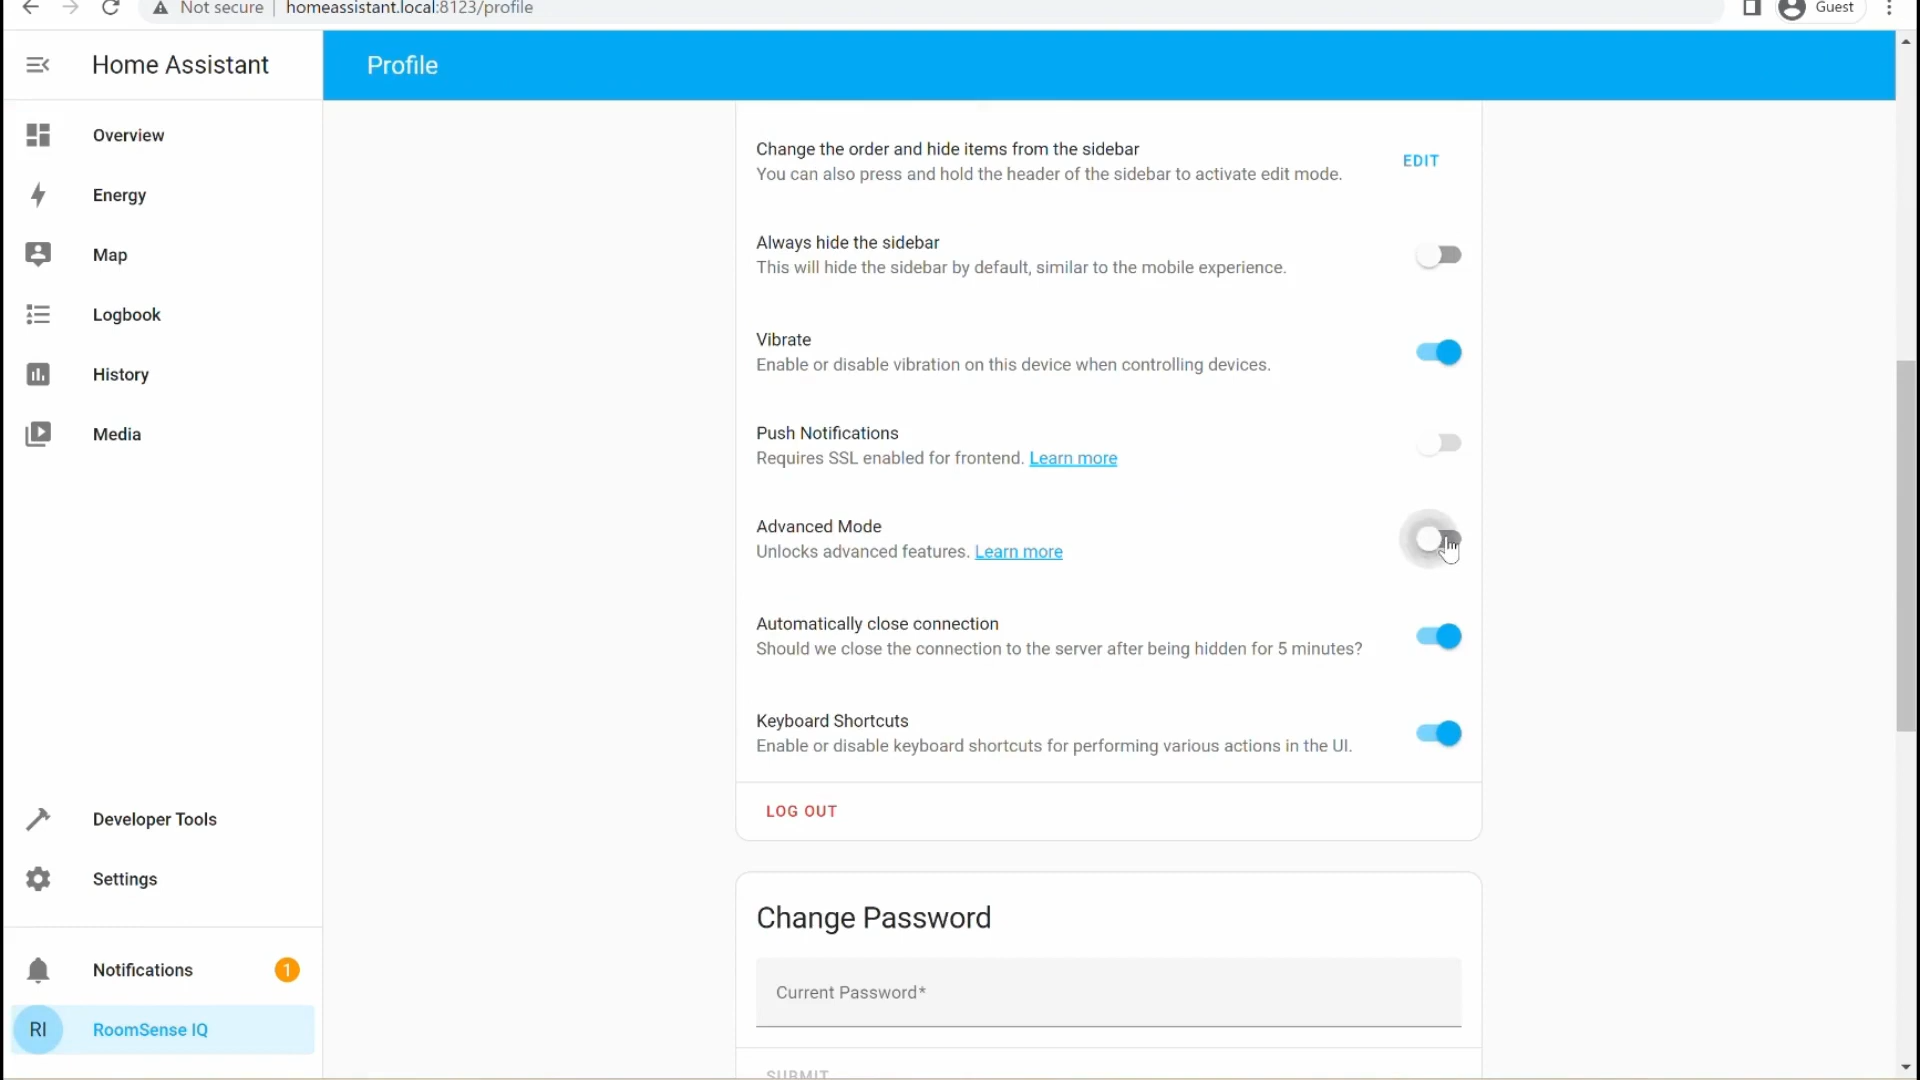 Not secure
homeassistant.local:8123/profile
Guest
Home Assistant
Profile
Overview
Energy
Map
Logbook
History
Media
Developer Tools
Settings
Notifications
1
RI
RoomSense IQ
Change the order and hide items from the sidebar
You can also press and hold the header of the sidebar to activate edit mode.
EDIT
Always hide the sidebar
This will hide the sidebar by default, similar to the mobile experience.
Vibrate
Enable or disable vibration on this device when controlling devices.
Push Notifications
Requires SSL enabled for frontend. Learn more
Advanced Mode
Unlocks advanced features. Learn more
Automatically close connection
Should we close the connection to the server after being hidden for 5 minutes?
Keyboard Shortcuts
Enable or disable keyboard shortcuts for performing various actions in the UI.
LOG OUT
Change Password
Current Password*
SUBMIT